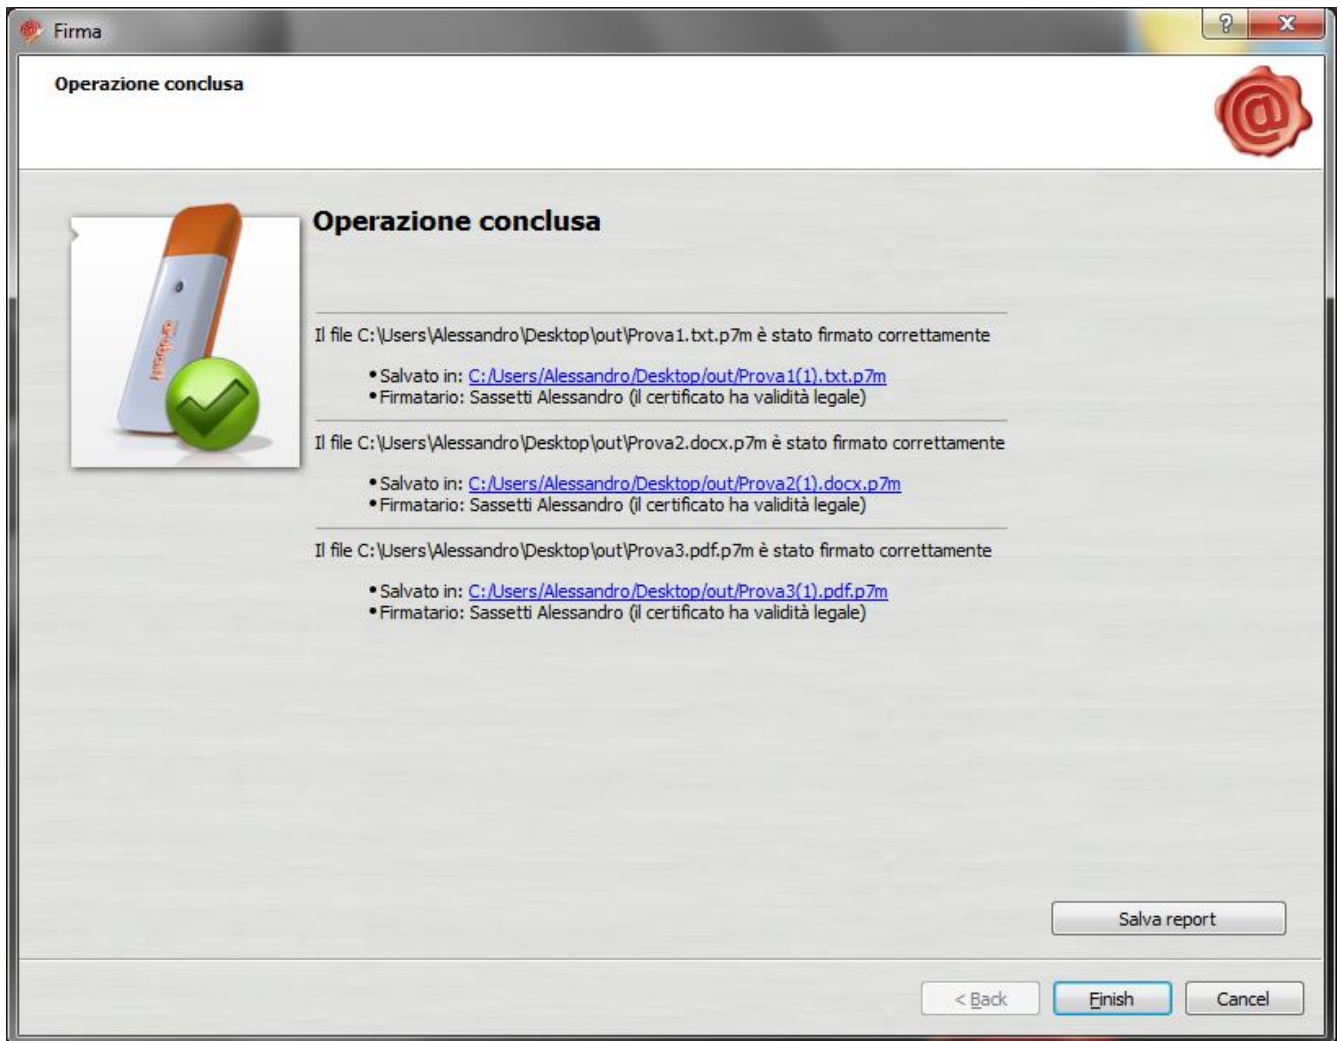 Firma
Operazione conclusa
Operazione conclusa
Il file C:\Users\Alessandro\Desktop\out\Prova1.txt.p7m è stato firmato correttamente
• Salvato in: C:/Users/Alessandro/Desktop/out/Prova1(1).txt.p7m
• Firmatario: Sassetti Alessandro (il certificato ha validità legale)
Il file C:\Users\Alessandro\Desktop\out\Prova2.docx.p7m è stato firmato correttamente
• Salvato in: C:/Users/Alessandro/Desktop/out/Prova2(1).docx.p7m
• Firmatario: Sassetti Alessandro (il certificato ha validità legale)
Il file C:\Users\Alessandro\Desktop\out\Prova3.pdf.p7m è stato firmato correttamente
• Salvato in: C:/Users/Alessandro/Desktop/out/Prova3(1).pdf.p7m
• Firmatario: Sassetti Alessandro (il certificato ha validità legale)
Salva report
< Back
Finish
Cancel